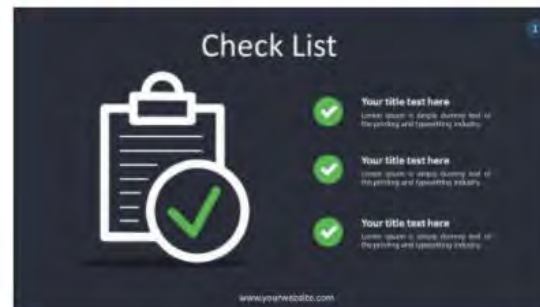 Check List
1
Your title text here
Lorem ipsum is simply dummy text of
the printing and typesetting industry.
Your title text here
Lorem ipsum is simply dummy text of
the printing and typesetting industry.
Your title text here
Lorem ipsum is simply dummy text of
the printing and typesetting industry.
www.yourwebsite.com